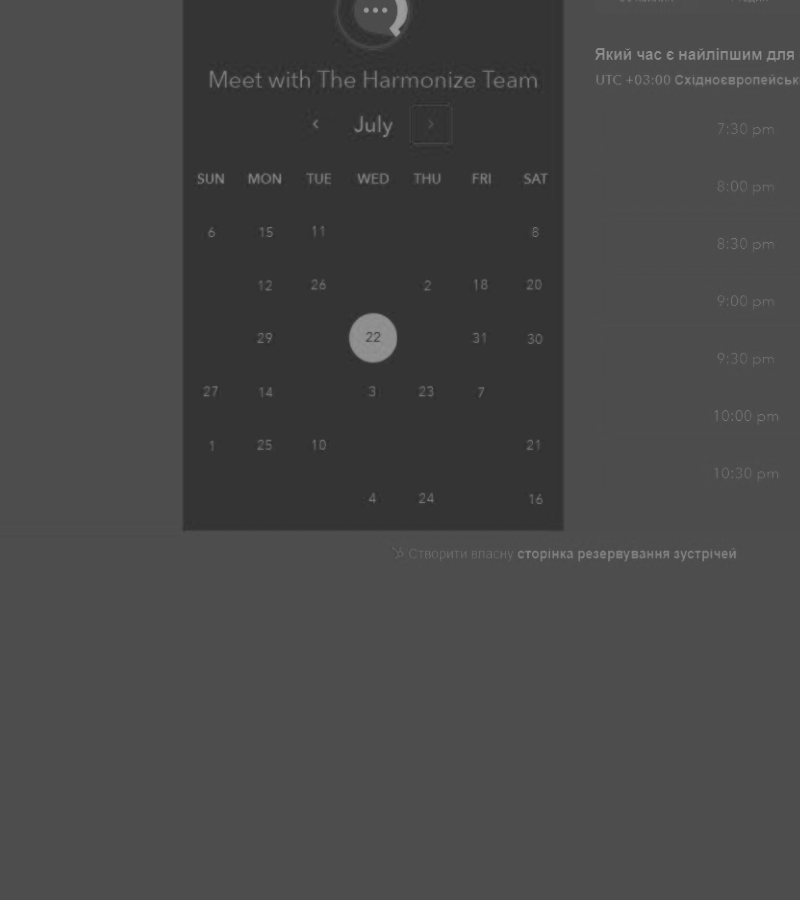 Meet with The Harmonize Team
‹ July ›
SUN MON TUE WED THU FRI SAT
6 15 11 8
12 26 2 18 20
29 22 31 30
27 14 3 23 7
1 25 10 21
4 24 16
Який час є найліпшим для
UTC +03:00 Східноєвропейськ
7:30 pm
8:00 pm
8:30 pm
9:00 pm
9:30 pm
10:00 pm
10:30 pm
Створити власну сторінка резервування зустрічей